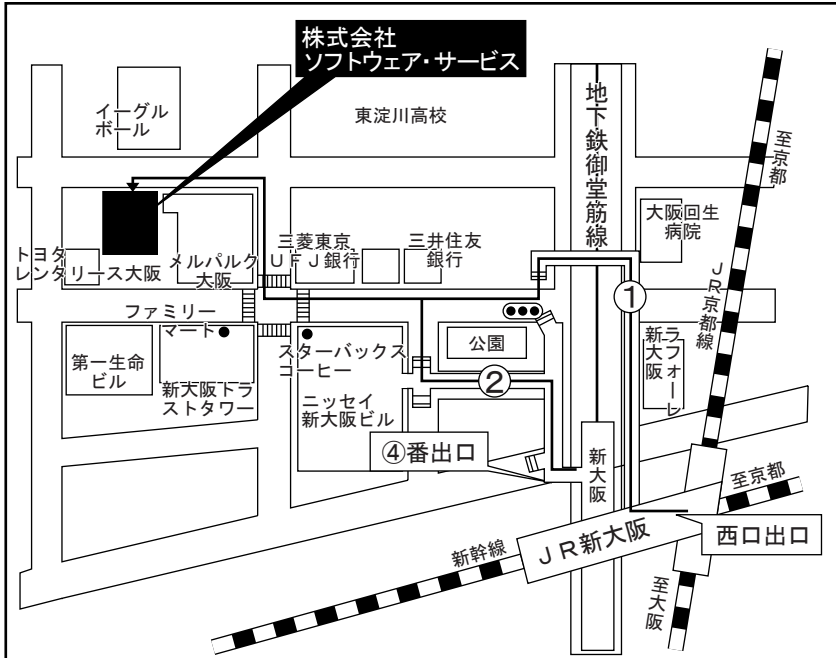 株式会社
ソフトウェア・サービス
イーグル
ボール
東淀川高校
地下鉄御堂筋線
至京都
大阪回生
病院
トヨタ
レンタリース大阪
メルパルク
大阪
三菱東京
UFJ銀行
三井住友
銀行
JR京都線
①
ファミリー
マート
スターバックス
コーヒー
公園
新大阪
ラフォーレ
第一生命
ビル
新大阪トラ
ストタワー
ニッセイ
新大阪ビル
②
④番出口
新大阪
至京都
JR新大阪
西口出口
新幹線
至大阪